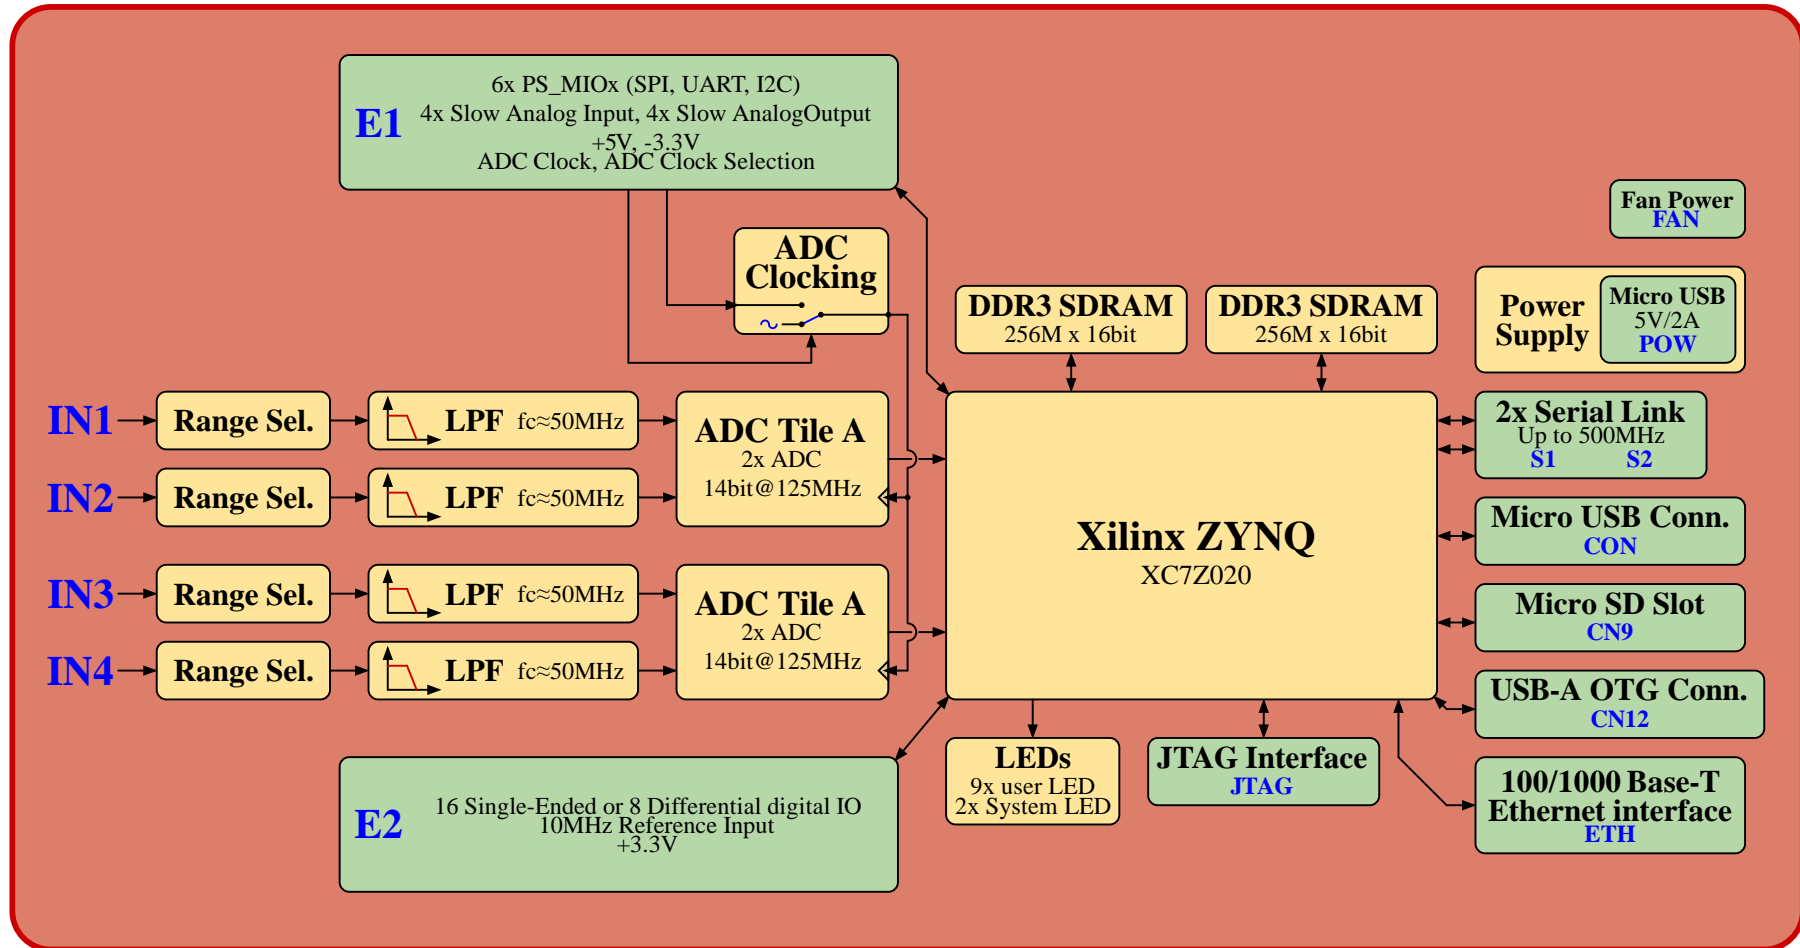 E1
6x PS_MIOx (SPI, UART, I2C)
4x Slow Analog Input, 4x Slow AnalogOutput
+5V, -3.3V
ADC Clock, ADC Clock Selection
Fan Power
FAN
ADC
Clocking
DDR3 SDRAM
256M x 16bit
DDR3 SDRAM
256M x 16bit
Power
Supply
Micro USB
5V/2A
POW
IN1
Range Sel.
LPF fc≈50MHz
IN2
Range Sel.
LPF fc≈50MHz
ADC Tile A
2x ADC
14bit@125MHz
IN3
Range Sel.
LPF fc≈50MHz
IN4
Range Sel.
LPF fc≈50MHz
ADC Tile A
2x ADC
14bit@125MHz
Xilinx ZYNQ
XC7Z020
2x Serial Link
Up to 500MHz
S1 S2
Micro USB Conn.
CON
Micro SD Slot
CN9
USB-A OTG Conn.
CN12
100/1000 Base-T
Ethernet interface
ETH
LEDs
9x user LED
2x System LED
JTAG Interface
JTAG
E2
16 Single-Ended or 8 Differential digital IO
10MHz Reference Input
+3.3V